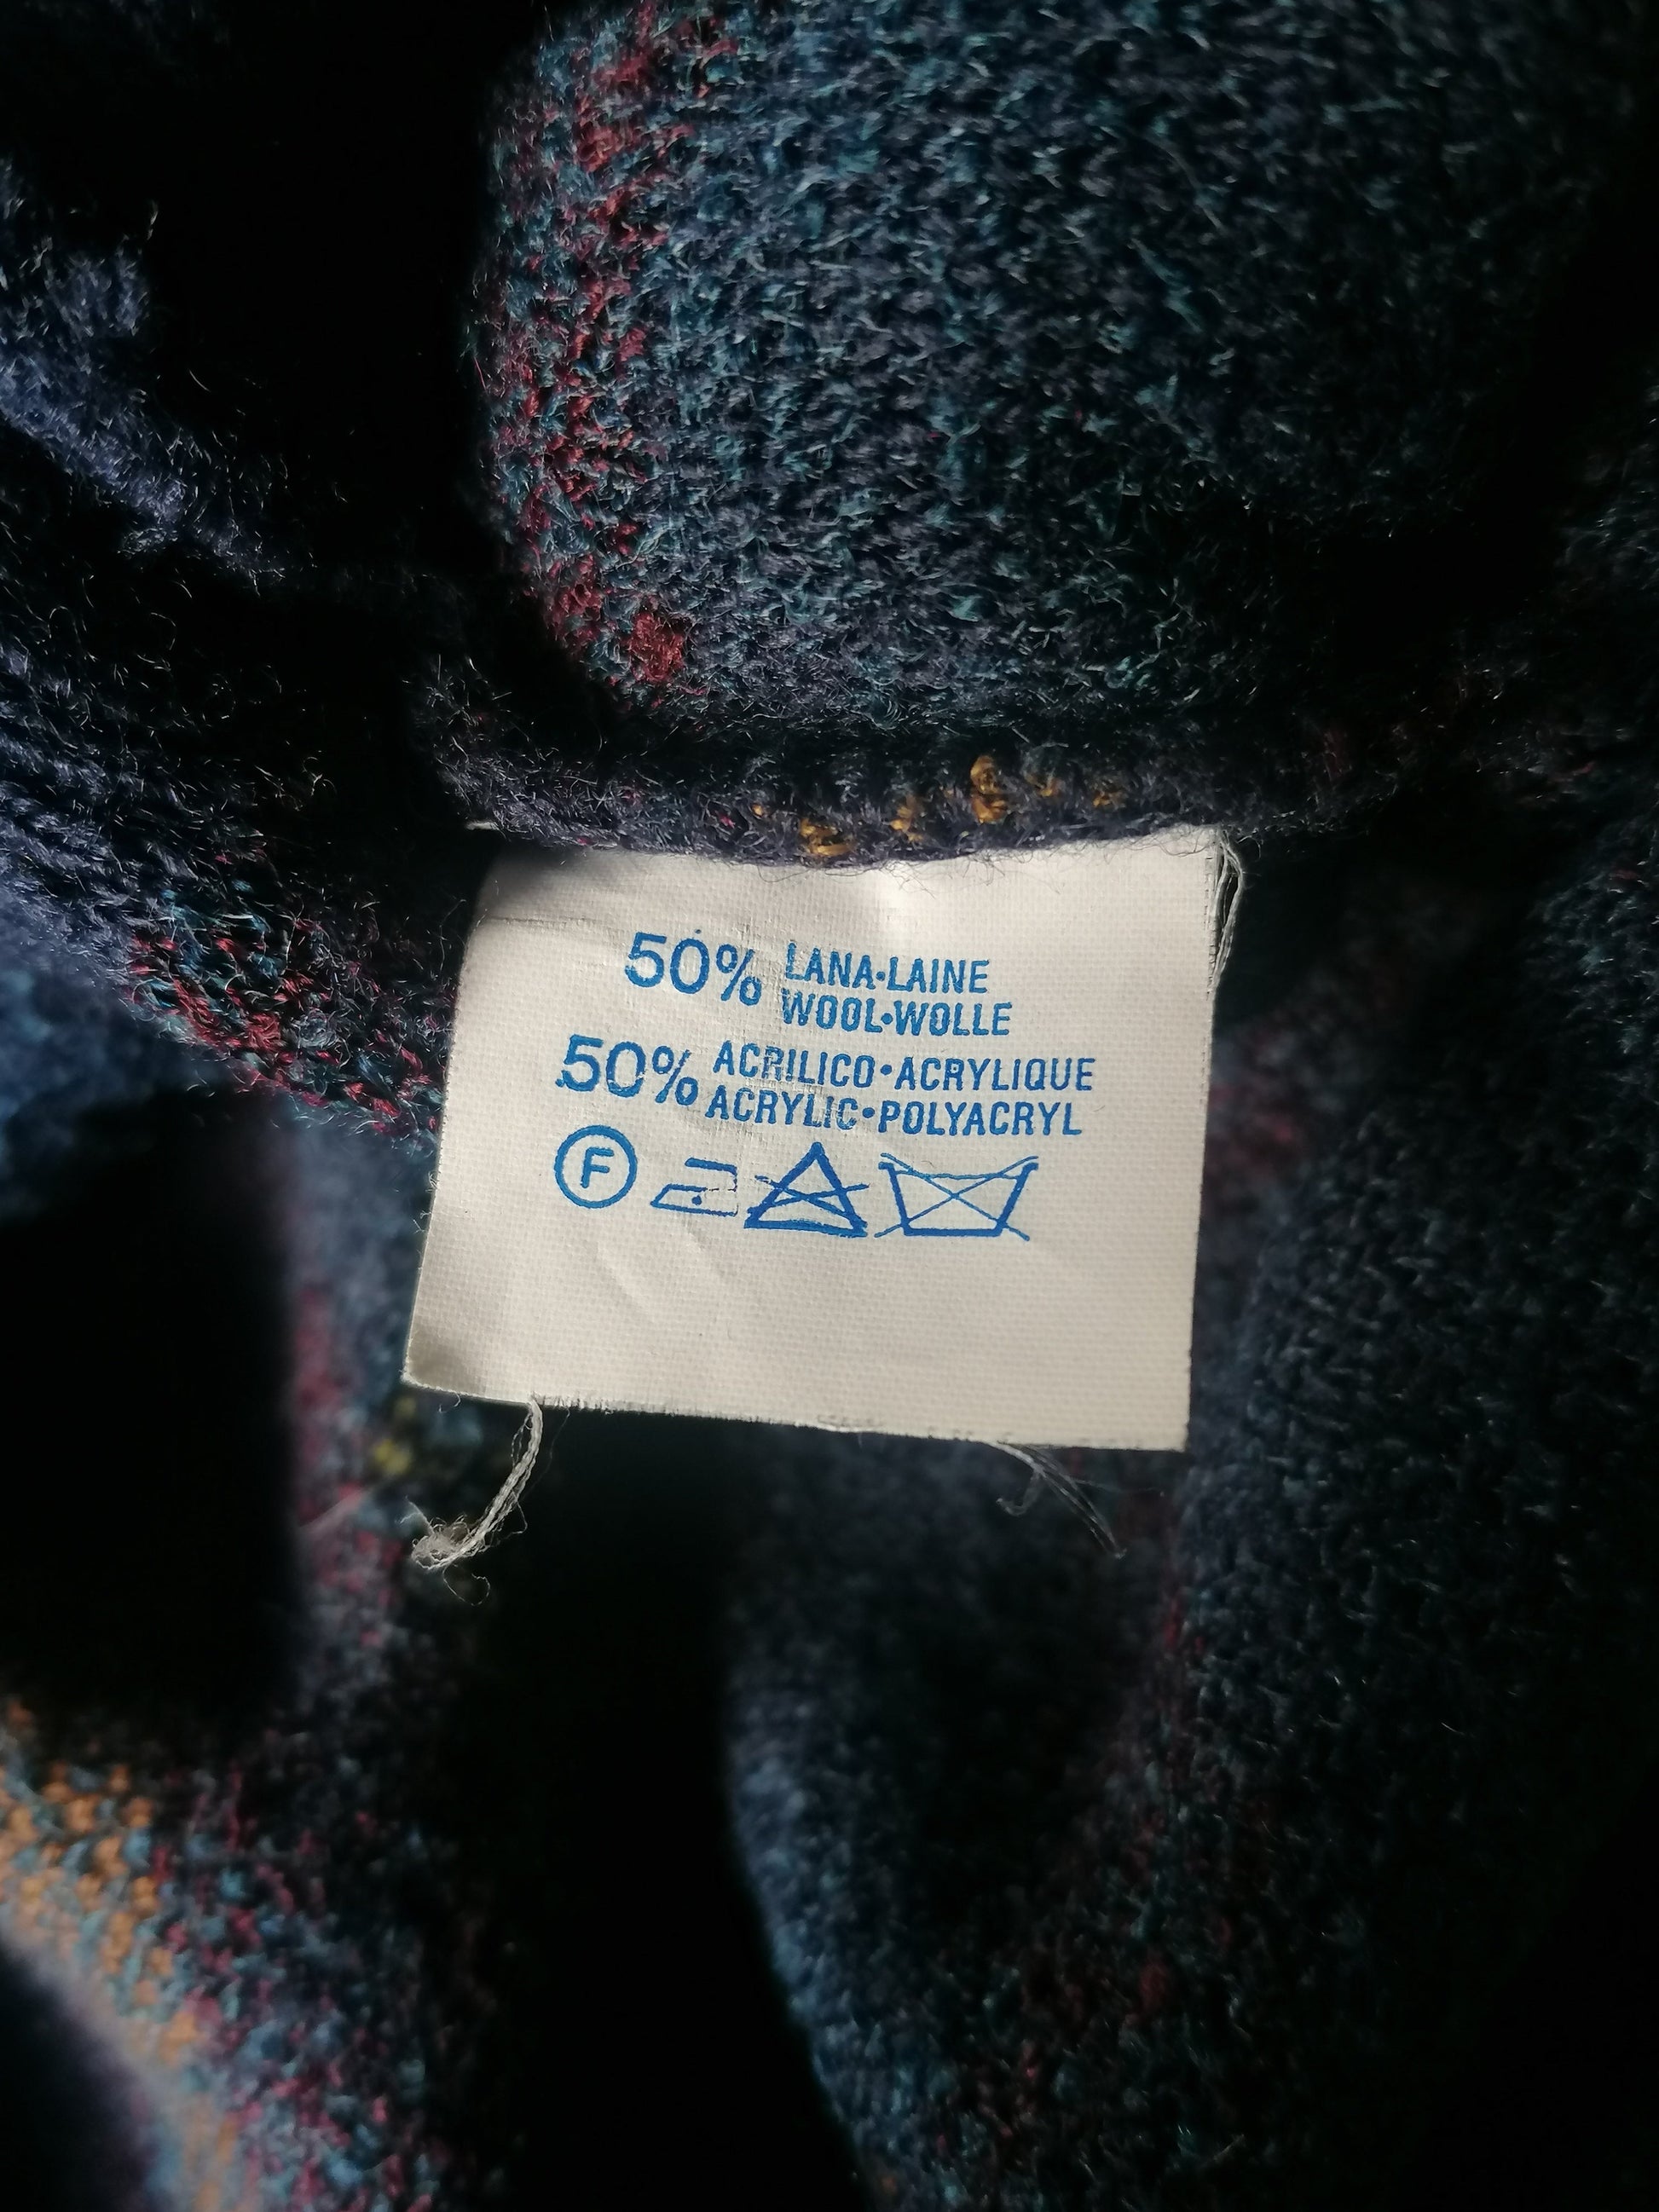 50% LANA•LAINE
WOOL•WOLLE
50% ACRILICO•ACRYLIQUE
ACRYLIC•POLYACRYL
F